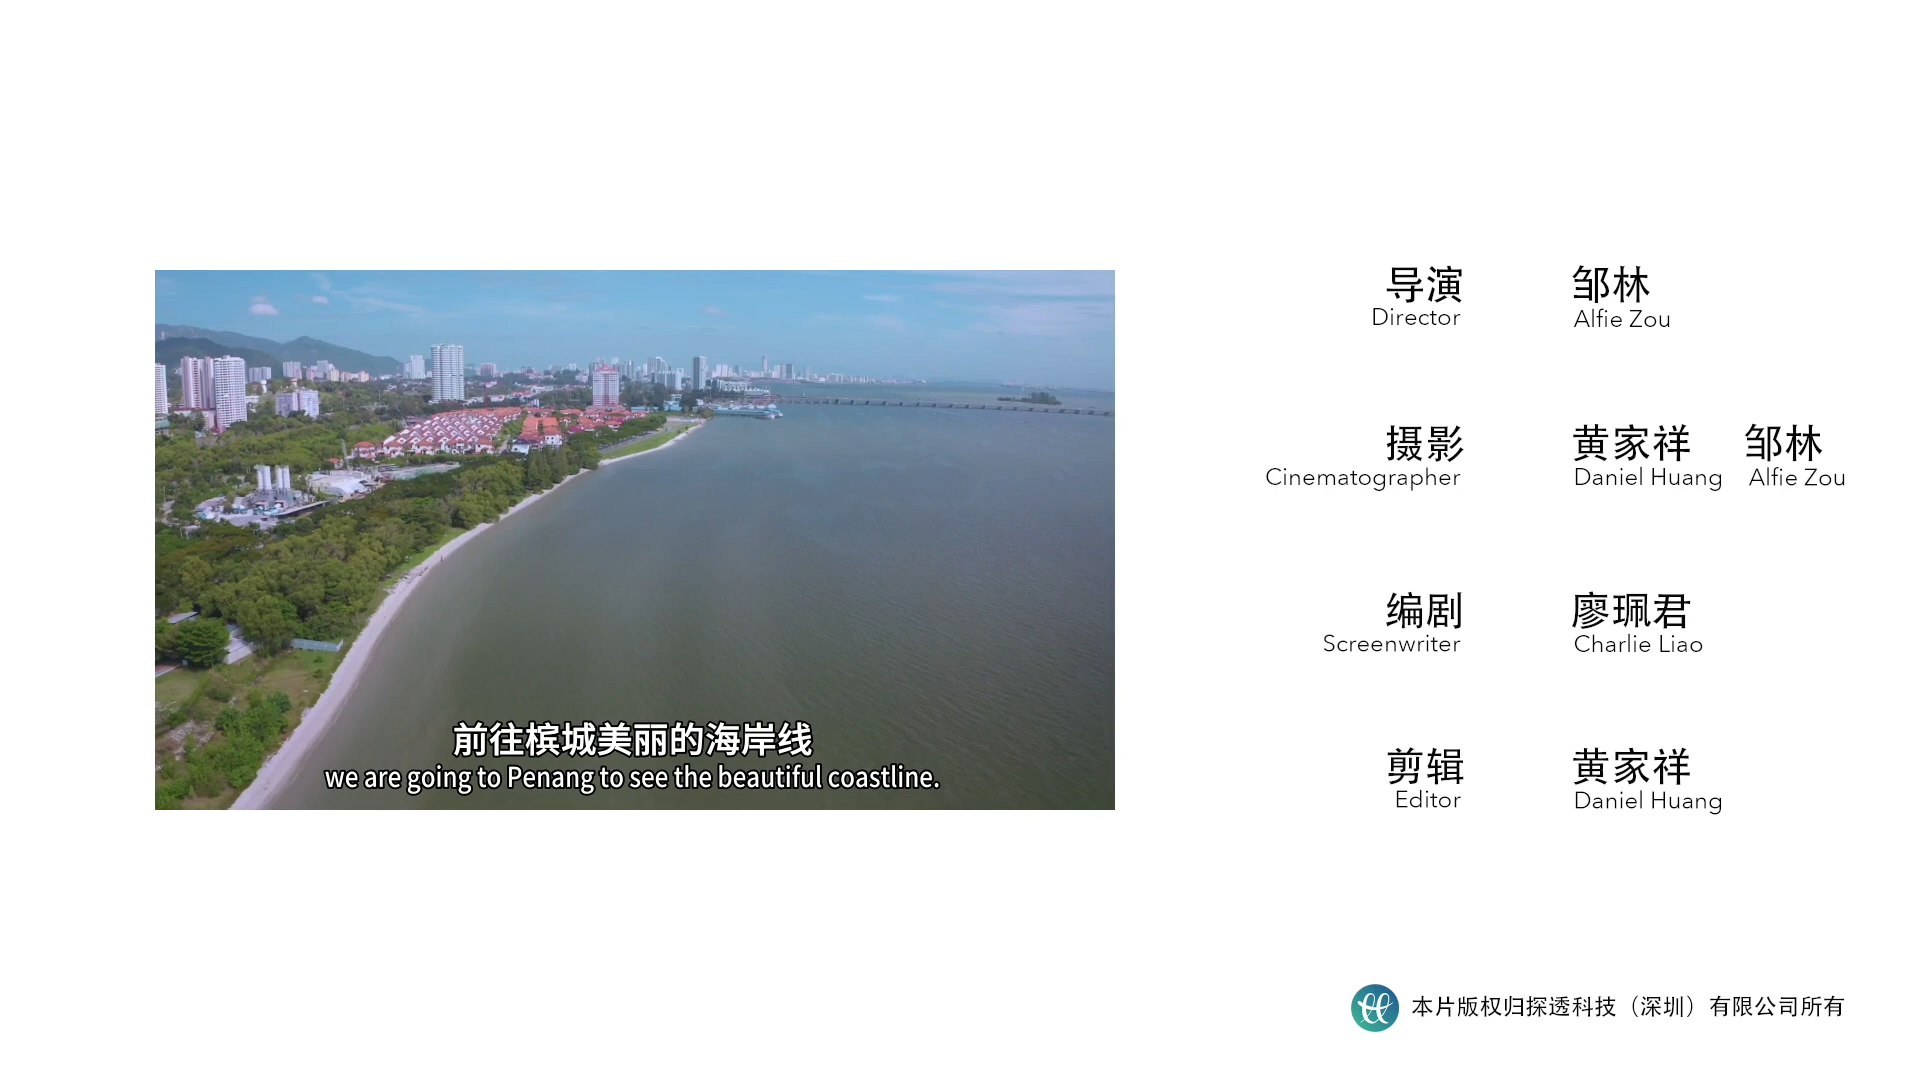 前往槟城美丽的海岸线
we are going to Penang to see the beautiful coastline.
导演 邹林
Director Alfie Zou
摄影 黄家祥 邹林
Cinematographer Daniel Huang Alfie Zou
编剧 廖珮君
Screenwriter Charlie Liao
剪辑 黄家祥
Editor Daniel Huang
本片版权归探透科技（深圳）有限公司所有